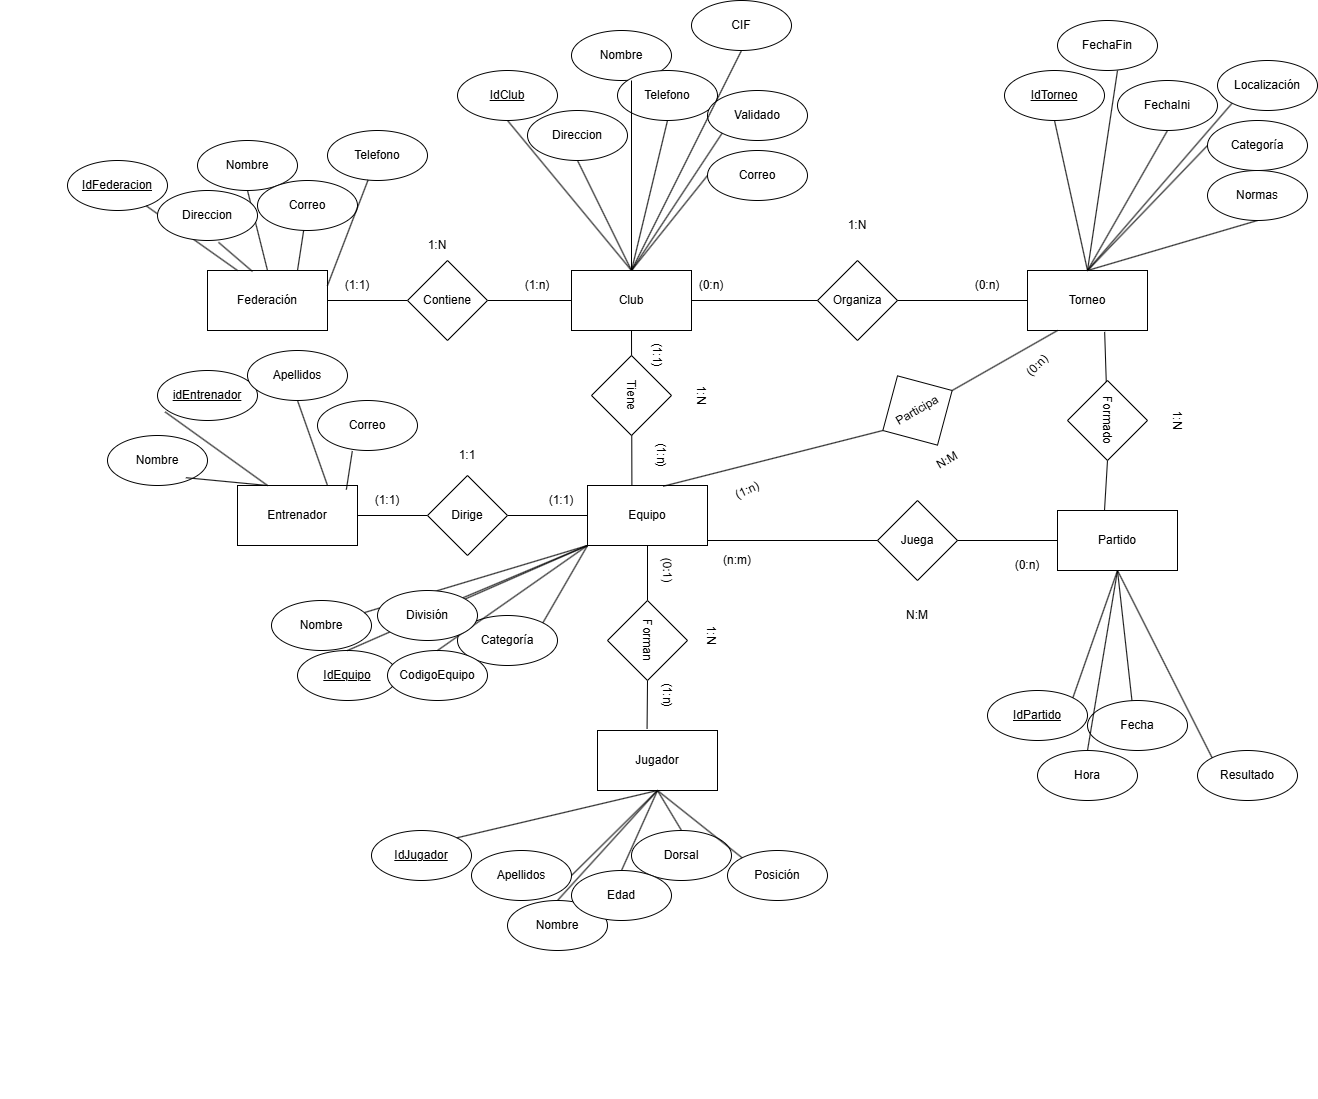 CIF
Nombre
FechaFin
IdClub
Telefono
IdTorneo
FechaIni
Localización
Direccion
Validado
Categoría
Nombre
Telefono
Correo
Normas
IdFederacion
Direccion
Correo
1:N
1:N
(1:1)
(1:n)
(0:n)
(0:n)
Federación
Contiene
Club
Organiza
Torneo
(1:1)
(0:n)
Apellidos
idEntrenador
Tiene
1:N
Participa
Formado
1:N
Correo
Nombre
1:1
(1:n)
N:M
(1:1)
(1:1)
(1:n)
Entrenador
Dirige
Equipo
Juega
Partido
(0:1)
(n:m)
(0:n)
Nombre
División
Categoría
Forman
1:N
N:M
IdEquipo
CodigoEquipo
(1:n)
IdPartido
Fecha
Jugador
Hora
Resultado
IdJugador
Dorsal
Apellidos
Posición
Edad
Nombre